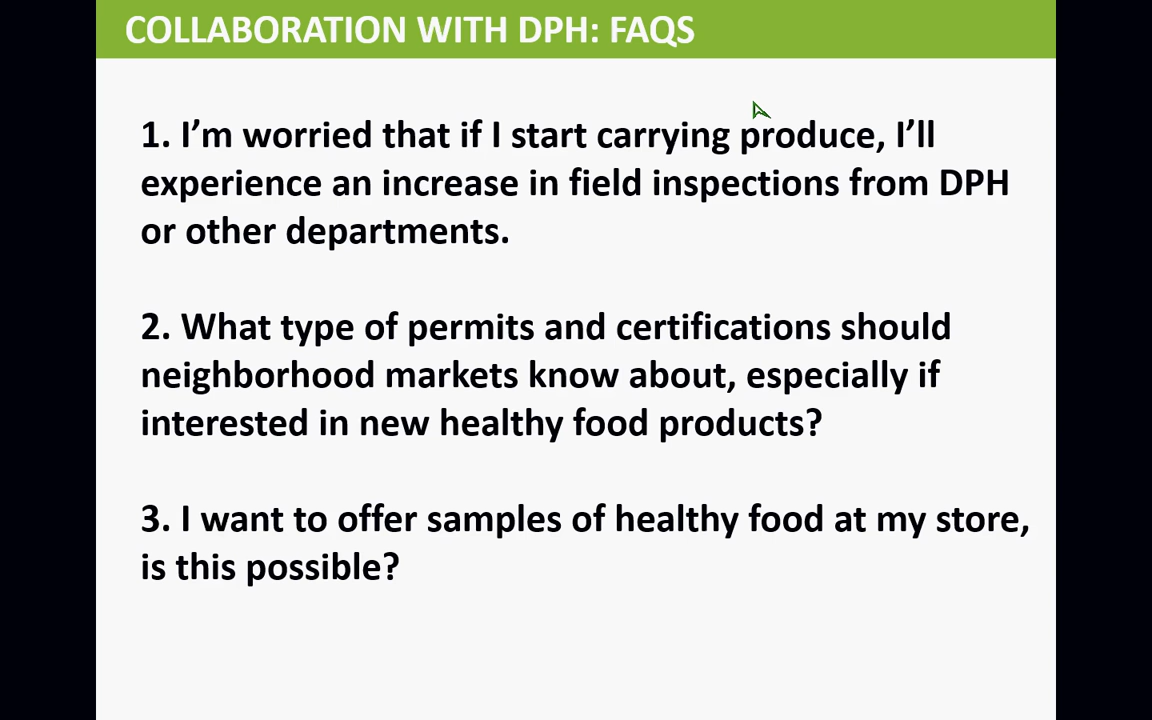 COLLABORATION WITH DPH: FAQS
1. I’m worried that if I start carrying produce, I’ll
experience an increase in field inspections from DPH
or other departments.
2. What type of permits and certifications should
neighborhood markets know about, especially if
interested in new healthy food products?
3. I want to offer samples of healthy food at my store,
is this possible?